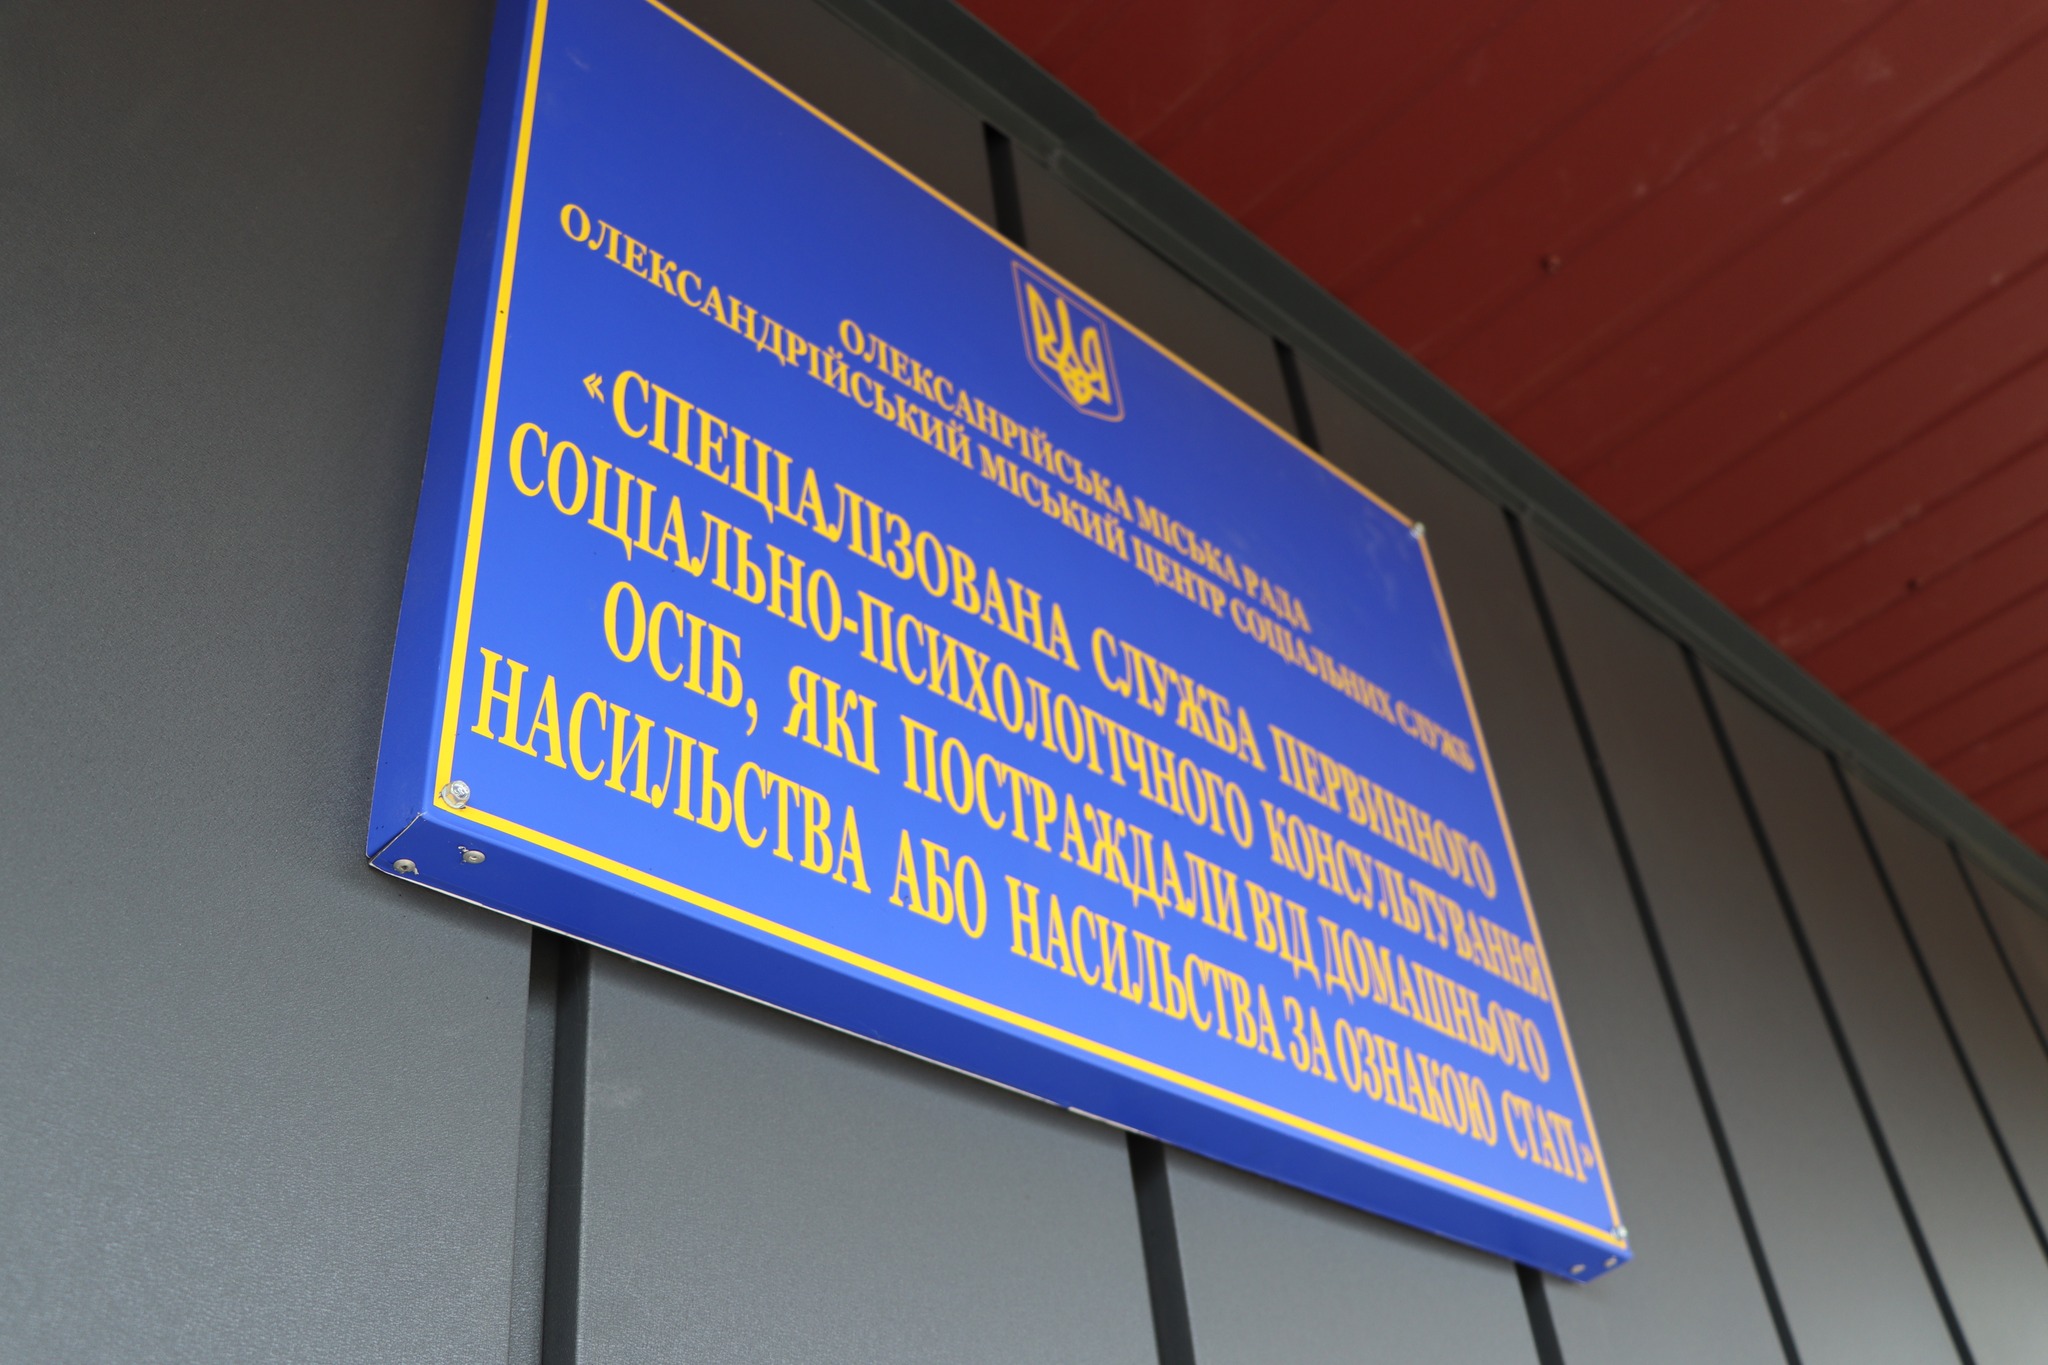 ОЛЕКСАНРІЙСЬКА МІСЬКА РАДА
ОЛЕКСАНДРІЙСЬКИЙ МІСЬКИЙ ЦЕНТР СОЦІАЛЬНИХ СЛУЖБ
«СПЕЦІАЛІЗОВАНА СЛУЖБА ПЕРВИННОГО
СОЦІАЛЬНО-ПСИХОЛОГІЧНОГО КОНСУЛЬТУВАННЯ
ОСІБ, ЯКІ ПОСТРАЖДАЛИ ВІД ДОМАШНЬОГО
НАСИЛЬСТВА АБО НАСИЛЬСТВА ЗА ОЗНАКОЮ СТАТІ»